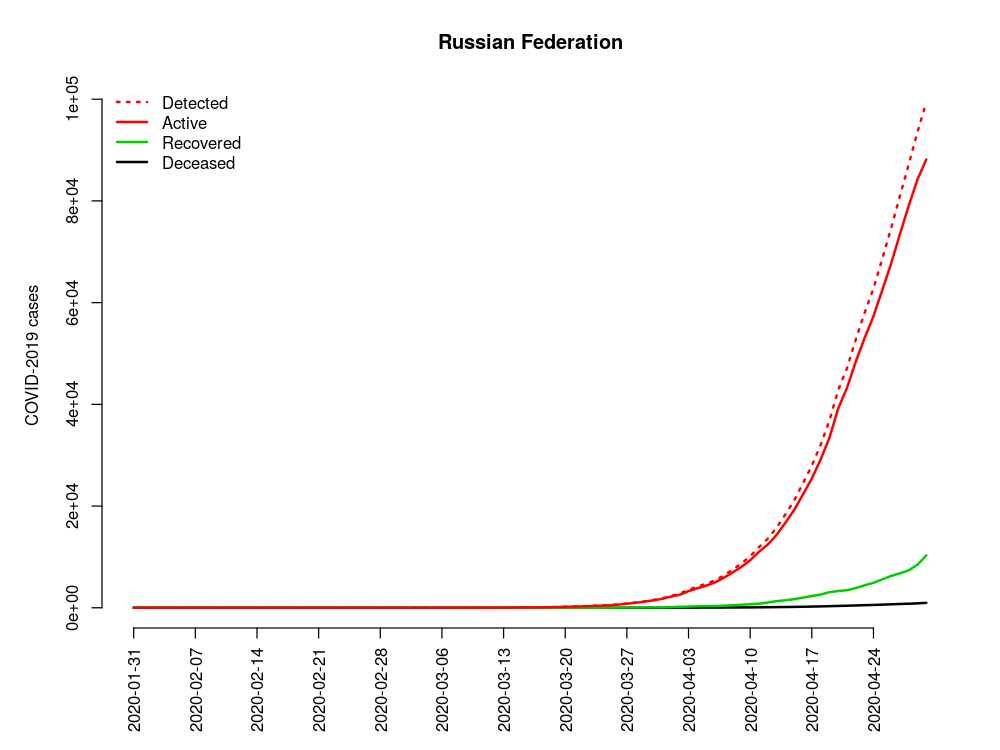 Russian Federation
Detected
Active
Recovered
Deceased
COVID-2019 cases
1e+05
8e+04
6e+04
4e+04
2e+04
0e+00
2020-01-31
2020-02-07
2020-02-14
2020-02-21
2020-02-28
2020-03-06
2020-03-13
2020-03-20
2020-03-27
2020-04-03
2020-04-10
2020-04-17
2020-04-24